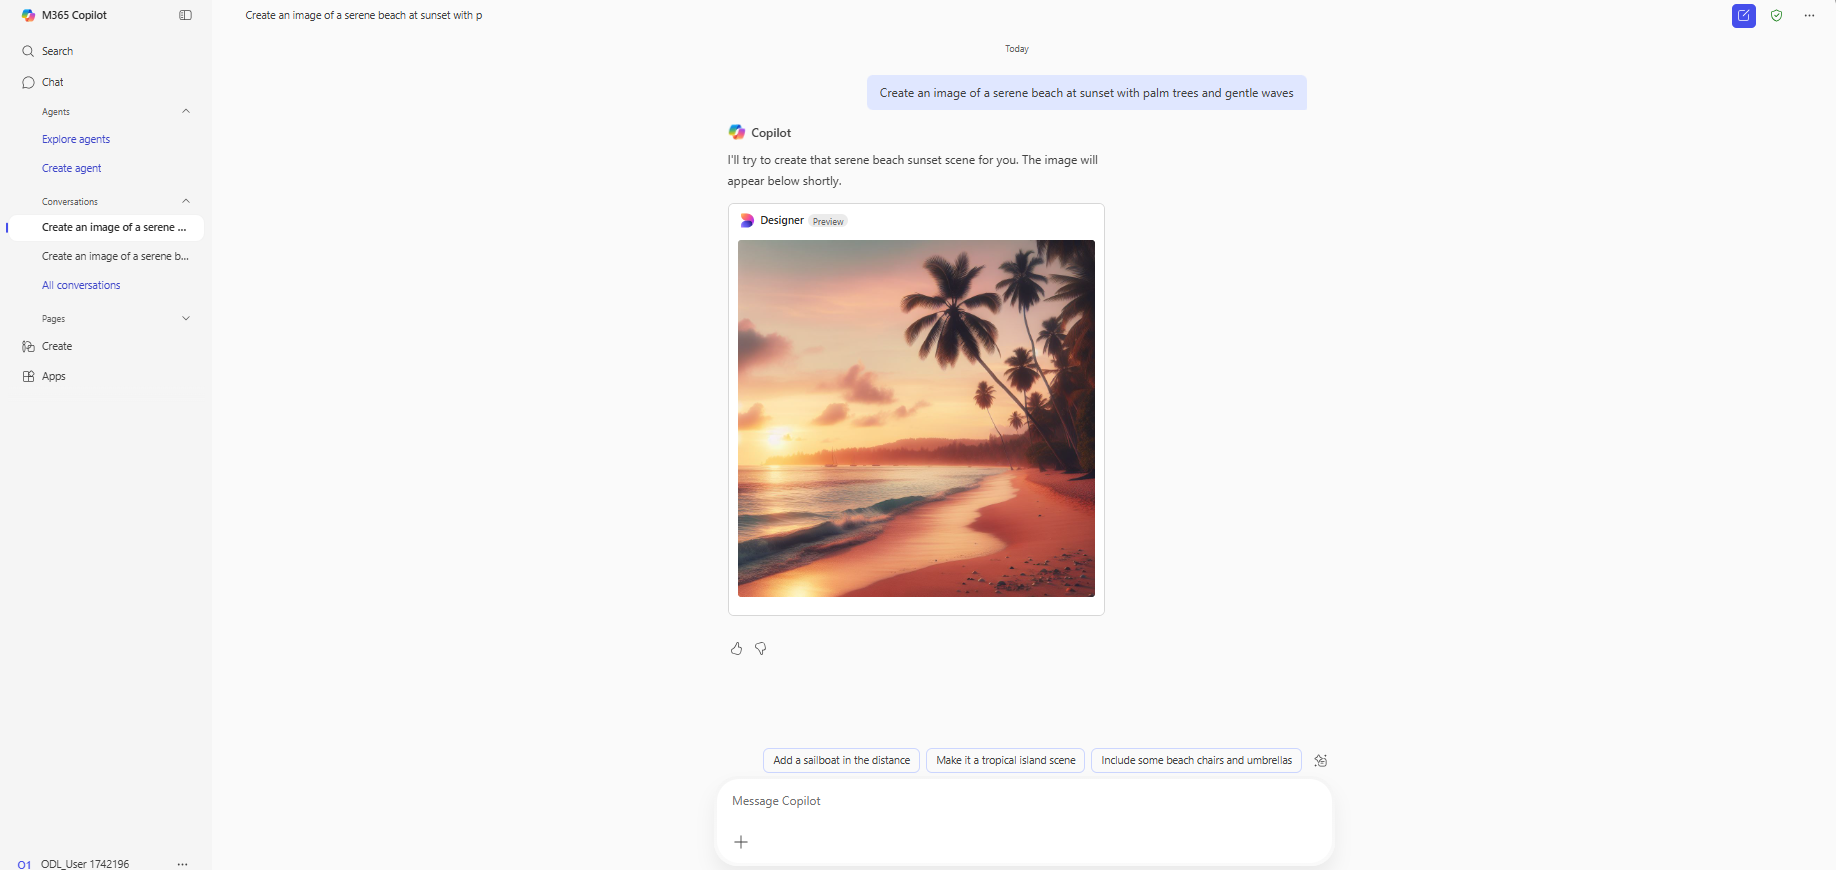 M365 Copilot
Search
Chat
Agents
Explore agents
Create agent
Conversations
Create an image of a serene ...
Create an image of a serene b...
All conversations
Pages
Create
Apps
O1 ODL_User 1742196
Create an image of a serene beach at sunset with p
Today
Create an image of a serene beach at sunset with palm trees and gentle waves
Copilot
I'll try to create that serene beach sunset scene for you. The image will
appear below shortly.
Designer Preview
Add a sailboat in the distance
Make it a tropical island scene
Include some beach chairs and umbrellas
Message Copilot